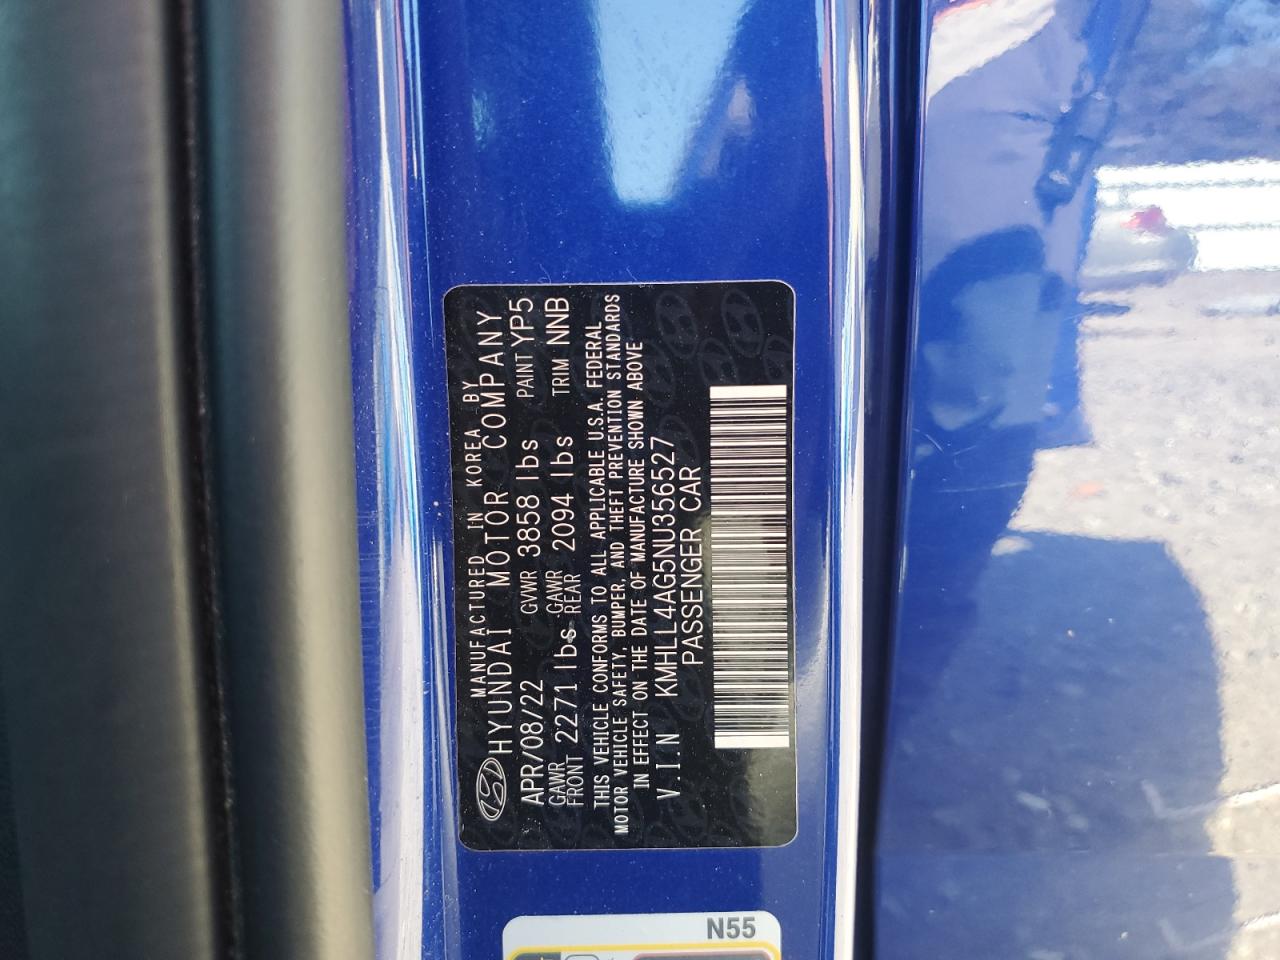 MANUFACTURED IN KOREA BY
HYUNDAI MOTOR COMPANY
APR/08/22 GVWR 3858 lbs PAINT YP5
GAWR FRONT 2271 lbs GAWR REAR 2094 lbs TRIM NNB
THIS VEHICLE CONFORMS TO ALL APPLICABLE U.S.A. FEDERAL
MOTOR VEHICLE SAFETY, BUMPER, AND THEFT PREVENTION STANDARDS
IN EFFECT ON THE DATE OF MANUFACTURE SHOWN ABOVE
V.I.N KMHLL4AG5NU356527
PASSENGER CAR
N55